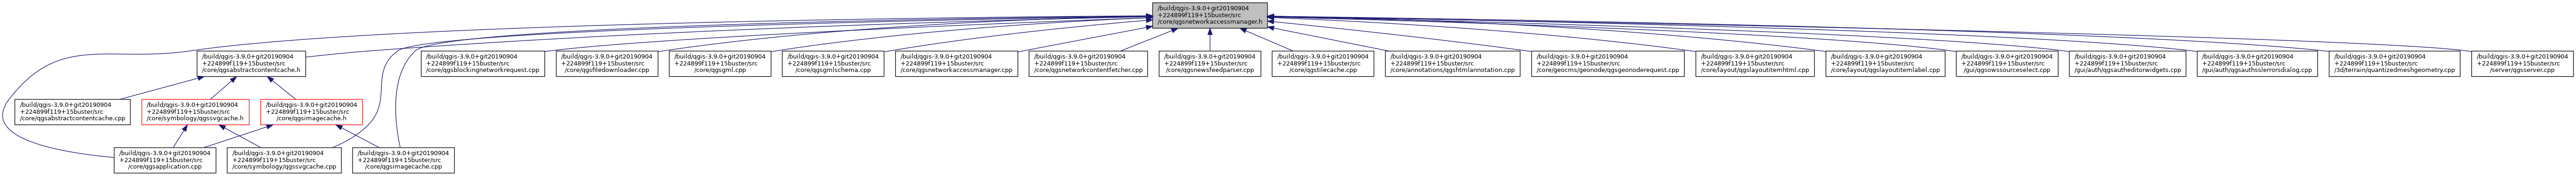 /build/qgis-3.9.0+git20190904
+224899f119+15buster/src
/core/qgsnetworkaccessmanager.h
/build/qgis-3.9.0+git20190904
+224899f119+15buster/src
/core/qgsabstractcontentcache.h
/build/qgis-3.9.0+git20190904
+224899f119+15buster/src
/core/qgsblockingnetworkrequest.cpp
/build/qgis-3.9.0+git20190904
+224899f119+15buster/src
/core/qgsfiledownloader.cpp
/build/qgis-3.9.0+git20190904
+224899f119+15buster/src
/core/qgsgml.cpp
/build/qgis-3.9.0+git20190904
+224899f119+15buster/src
/core/qgsgmlschema.cpp
/build/qgis-3.9.0+git20190904
+224899f119+15buster/src
/core/qgsnetworkaccessmanager.cpp
/build/qgis-3.9.0+git20190904
+224899f119+15buster/src
/core/qgsnetworkcontentfetcher.cpp
/build/qgis-3.9.0+git20190904
+224899f119+15buster/src
/core/qgsnewsfeedparser.cpp
/build/qgis-3.9.0+git20190904
+224899f119+15buster/src
/core/qgstilecache.cpp
/build/qgis-3.9.0+git20190904
+224899f119+15buster/src
/core/annotations/qgshtmlannotation.cpp
/build/qgis-3.9.0+git20190904
+224899f119+15buster/src
/core/geocms/geonode/qgsgeonoderequest.cpp
/build/qgis-3.9.0+git20190904
+224899f119+15buster/src
/core/layout/qgslayoutitemhtml.cpp
/build/qgis-3.9.0+git20190904
+224899f119+15buster/src
/core/layout/qgslayoutitemlabel.cpp
/build/qgis-3.9.0+git20190904
+224899f119+15buster/src
/gui/qgsowssourceselect.cpp
/build/qgis-3.9.0+git20190904
+224899f119+15buster/src
/gui/auth/qgsautheditorwidgets.cpp
/build/qgis-3.9.0+git20190904
+224899f119+15buster/src
/gui/auth/qgsauthsslerrorsdialog.cpp
/build/qgis-3.9.0+git20190904
+224899f119+15buster/src
/3d/terrain/quantizedmeshgeometry.cpp
/build/qgis-3.9.0+git20190904
+224899f119+15buster/src
/server/qgsserver.cpp
/build/qgis-3.9.0+git20190904
+224899f119+15buster/src
/core/qgsabstractcontentcache.cpp
/build/qgis-3.9.0+git20190904
+224899f119+15buster/src
/core/symbology/qgssvgcache.h
/build/qgis-3.9.0+git20190904
+224899f119+15buster/src
/core/qgsimagecache.h
/build/qgis-3.9.0+git20190904
+224899f119+15buster/src
/core/qgsapplication.cpp
/build/qgis-3.9.0+git20190904
+224899f119+15buster/src
/core/symbology/qgssvgcache.cpp
/build/qgis-3.9.0+git20190904
+224899f119+15buster/src
/core/qgsimagecache.cpp